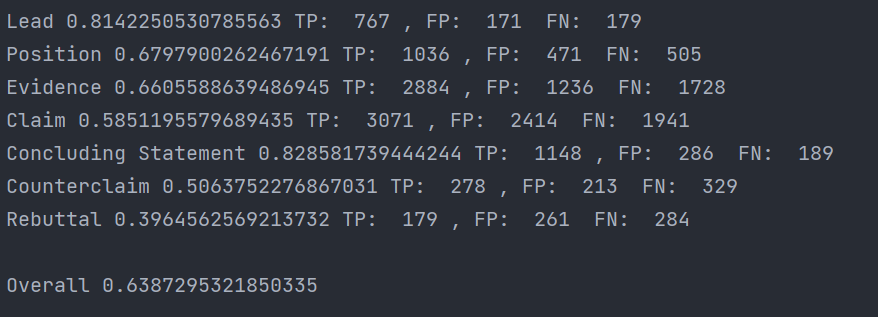 Lead 0.8142250530785563 TP:  767 , FP:  171  FN:  179
Position 0.6797900262467191 TP:  1036 , FP:  471  FN:  505
Evidence 0.6605588639486945 TP:  2884 , FP:  1236  FN:  1728
Claim 0.5851195579689435 TP:  3071 , FP:  2414  FN:  1941
Concluding Statement 0.828581739444244 TP:  1148 , FP:  286  FN:  189
Counterclaim 0.5063752276867031 TP:  278 , FP:  213  FN:  329
Rebuttal 0.3964562569213732 TP:  179 , FP:  261  FN:  284
Overall 0.6387295321850335